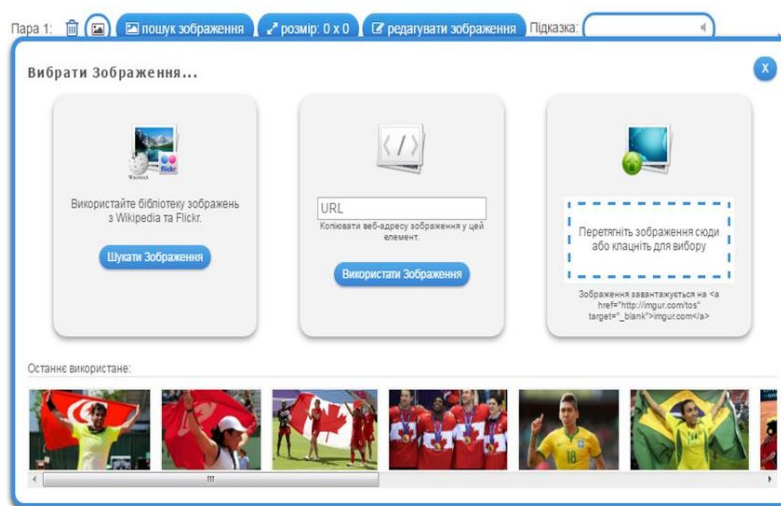 Пара 1: пошук зображення розмір: 0 x 0 редагувати зображення Підказка:
Вибрати Зображення...
X
Використайте бібліотеку зображень
з Wikipedia та Flickr.
Шукати Зображення
URL
Копіювати веб-адресу зображення у цей
елемент.
Використати Зображення
Перетягніть зображення сюди
або клацніть для вибору
Зображення завантажується на <a
href="http://imgur.com/tos"
target="_blank">imgur.com</a>
Останнє використане:
18